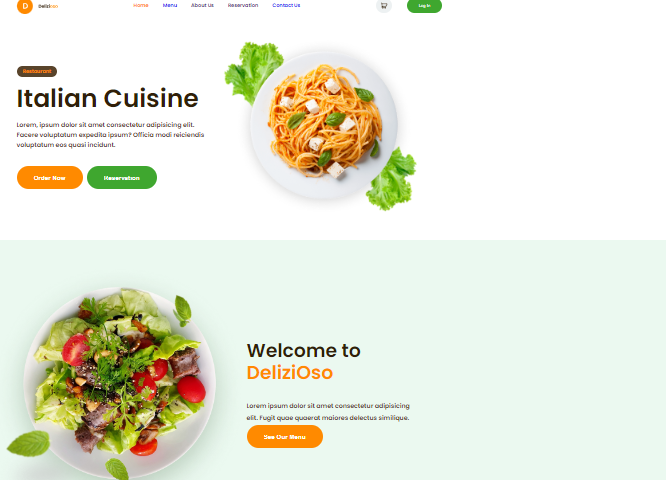 D Delizioso Home Menu About Us Reservation Contact Us Log In
Restaurant
Italian Cuisine
Lorem, ipsum dolor sit amet consectetur adipisicing elit.
Facere voluptatum expedita ipsum? Officia modi reiciendis
voluptatum eos quasi incidunt.
Order Now Reservation
Welcome to
DeliziOso
Lorem ipsum dolor sit amet consectetur adipisicing
elit. Fugit quae quaerat maiores delectus similique.
See Our Menu